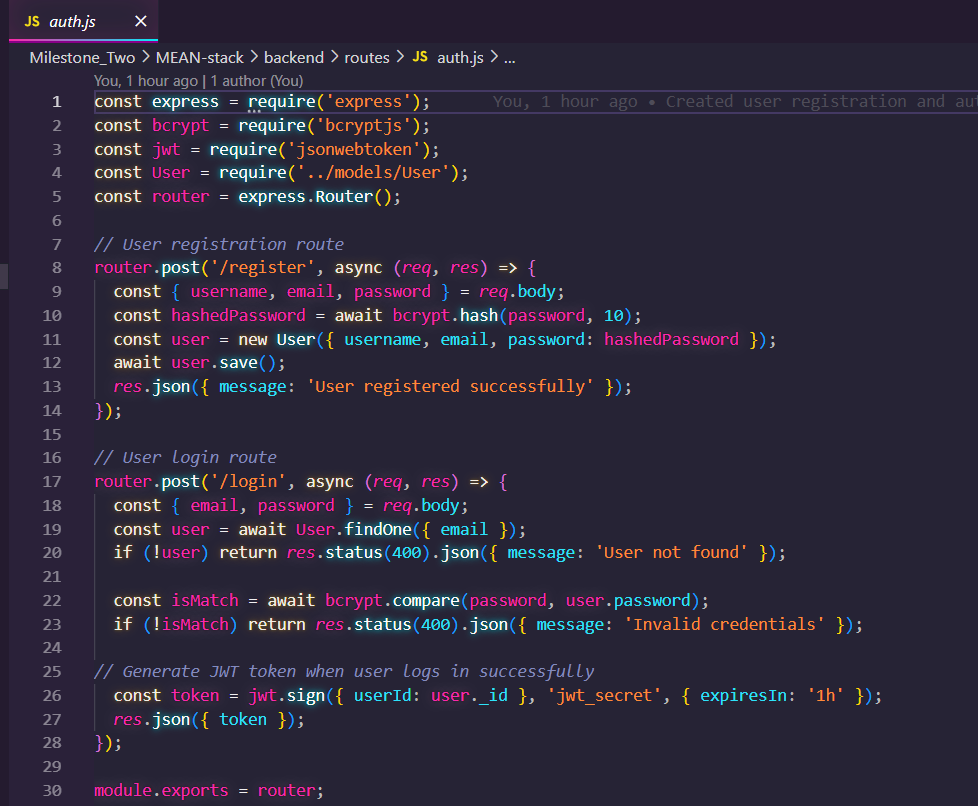 JS auth.js ×
Milestone_Two > MEAN-stack > backend > routes > JS auth.js > ...
You, 1 hour ago | 1 author (You)
1 const express = require('express'); You, 1 hour ago • Created user registration and
2 const bcrypt = require('bcryptjs');
3 const jwt = require('jsonwebtoken');
4 const User = require('../models/User');
5 const router = express.Router();
6
7 // User registration route
8 router.post('/register', async (req, res) => {
9   const { username, email, password } = req.body;
10   const hashedPassword = await bcrypt.hash(password, 10);
11   const user = new User({ username, email, password: hashedPassword });
12   await user.save();
13   res.json({ message: 'User registered successfully' });
14 });
15
16 // User login route
17 router.post('/login', async (req, res) => {
18   const { email, password } = req.body;
19   const user = await User.findOne({ email });
20   if (!user) return res.status(400).json({ message: 'User not found' });
21
22   const isMatch = await bcrypt.compare(password, user.password);
23   if (!isMatch) return res.status(400).json({ message: 'Invalid credentials' });
24
25 // Generate JWT token when user logs in successfully
26   const token = jwt.sign({ userId: user._id }, 'jwt_secret', { expiresIn: '1h' });
27   res.json({ token });
28 });
29
30 module.exports = router;